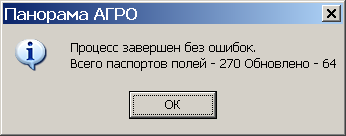 Панорама АГРО
Процесс завершен без ошибок.
Всего паспортов полей - 270 Обновлено - 64
OK